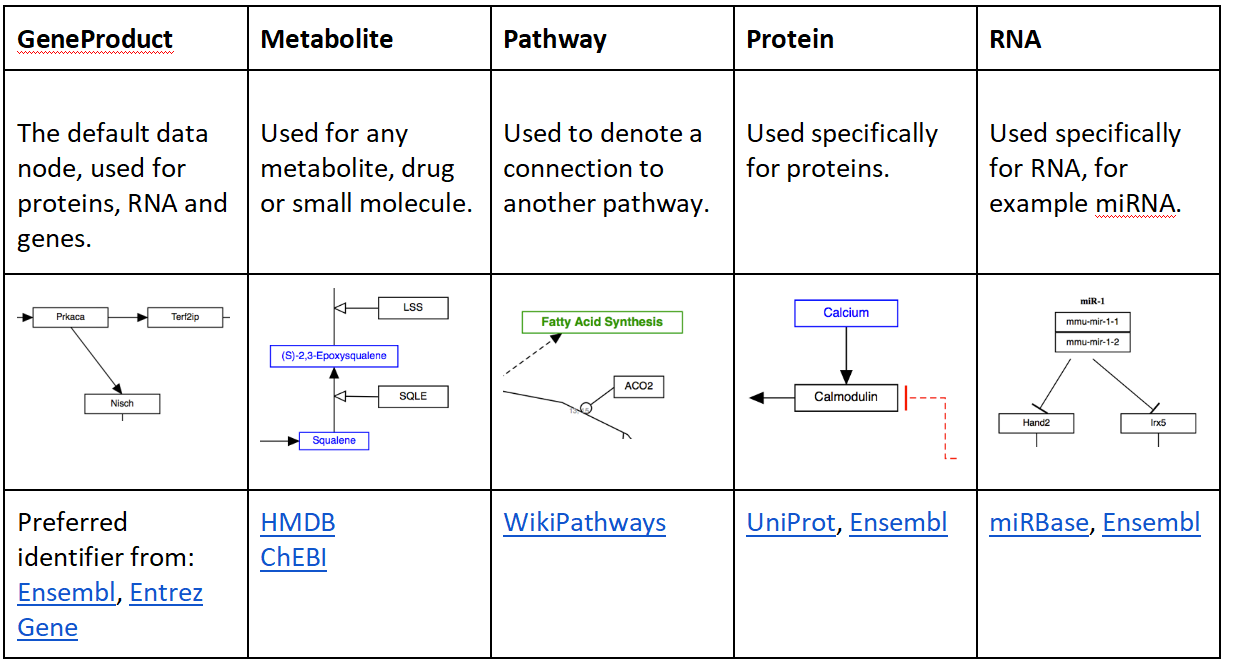 GeneProduct
Metabolite
Pathway
Protein
RNA
The default data
node, used for
proteins, RNA and
genes.
Used for any
metabolite, drug
or small molecule.
Used to denote a
connection to
another pathway.
Used specifically
for proteins.
Used specifically
for RNA, for
example miRNA.
Prkaca
Terf2ip
Nisch
LSS
(S)-2,3-Epoxysqualene
SQLE
Squalene
Fatty Acid Synthesis
ACO2
Calcium
Calmodulin
miR-1
mmu-mir-1-1
mmu-mir-1-2
Hand2
Irx5
Preferred
identifier from:
Ensembl, Entrez
Gene
HMDB
ChEBI
WikiPathways
UniProt, Ensembl
miRBase, Ensembl